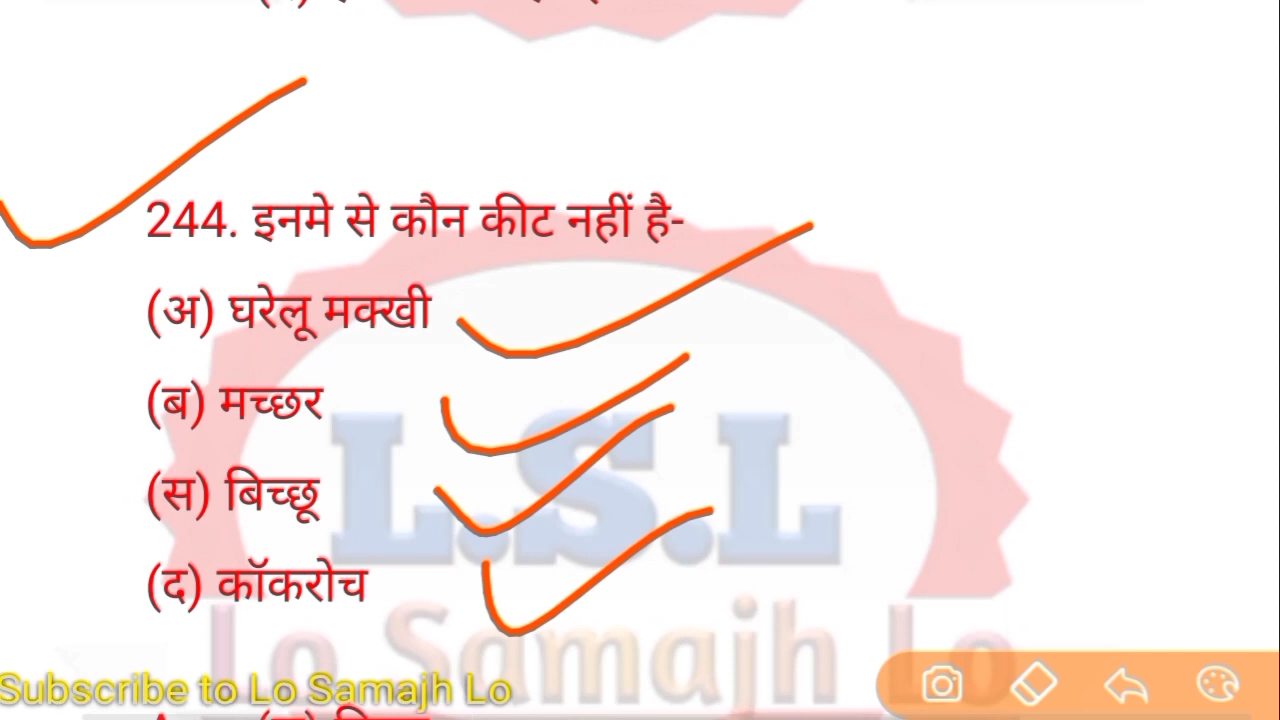 244. इनमे से कौन कीट नहीं है-
(अ) घरेलू मक्खी
(ब) मच्छर
L.S.L
(स) बिच्छू
(द) कॉकरोच
Lo Samajh Lo
Subscribe to Lo Samajh Lo